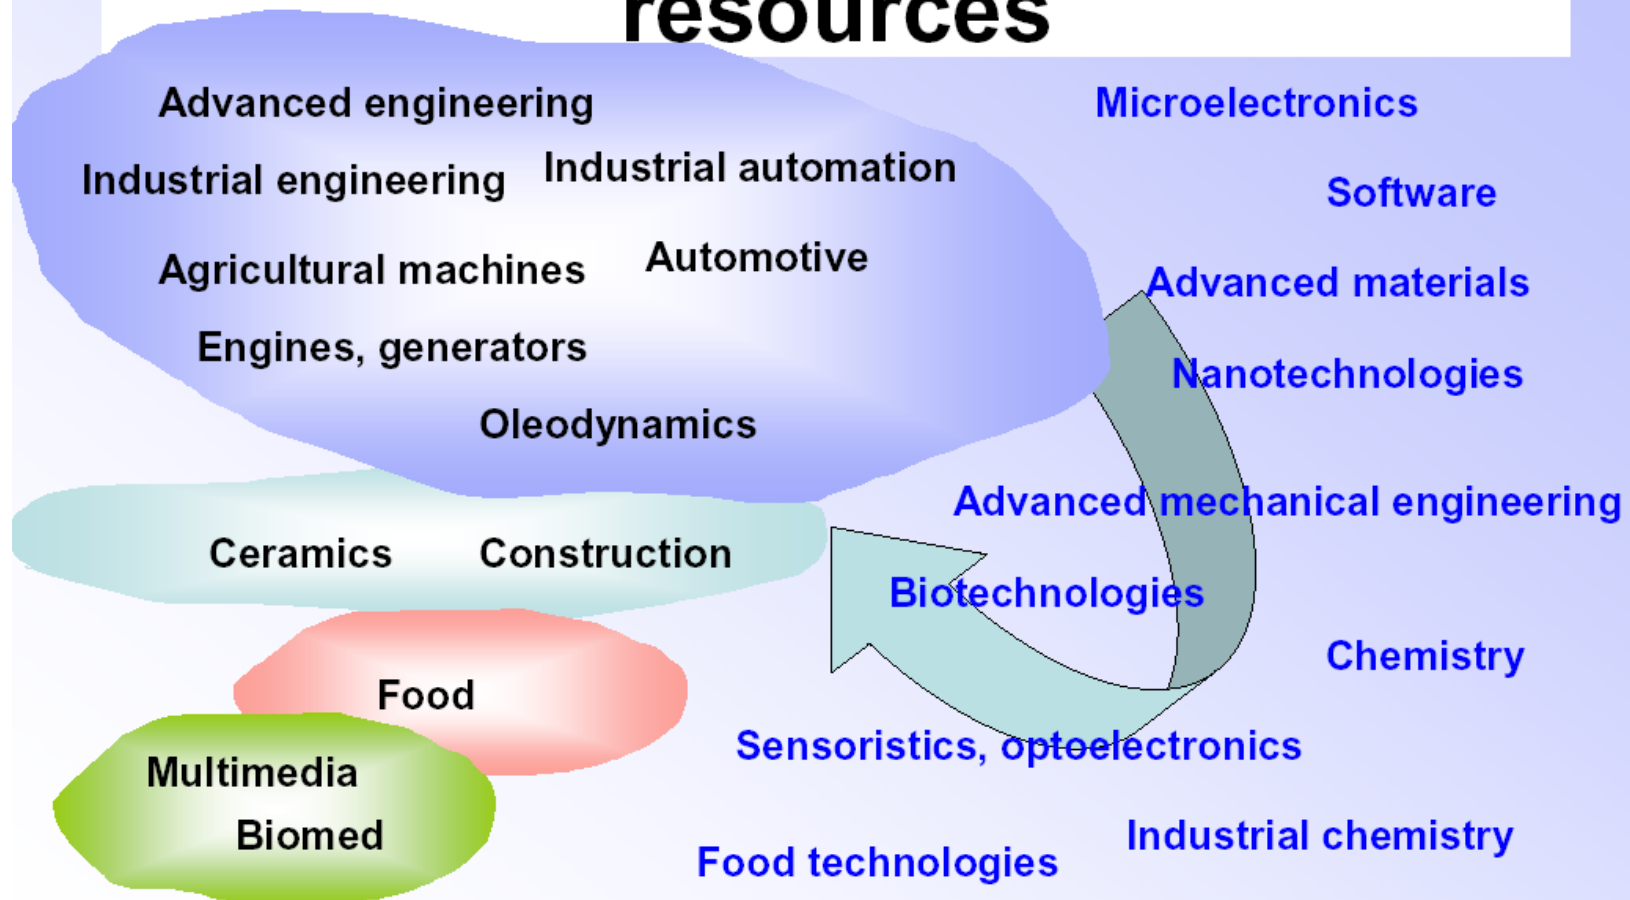 resources
Advanced engineering
Industrial engineering
Industrial automation
Agricultural machines
Automotive
Engines, generators
Oleodynamics
Ceramics
Construction
Food
Multimedia
Biomed
Microelectronics
Software
Advanced materials
Nanotechnologies
Advanced mechanical engineering
Biotechnologies
Chemistry
Sensoristics, optoelectronics
Industrial chemistry
Food technologies